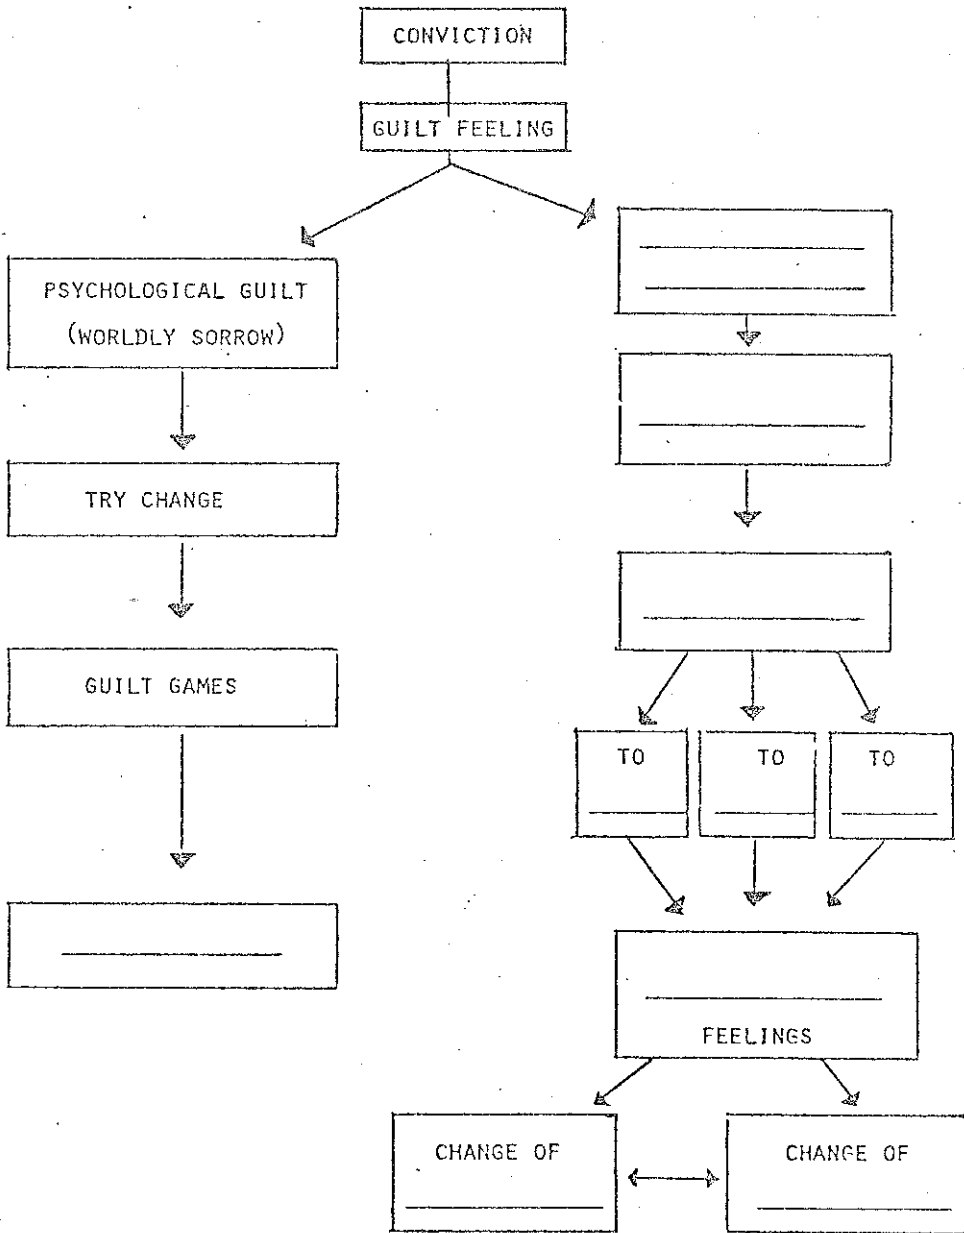 CONVICTION
GUILT FEELING
PSYCHOLOGICAL GUILT
(WORLDLY SORROW)
TRY CHANGE
GUILT GAMES
TO
TO
TO
FEELINGS
CHANGE OF
CHANGE OF